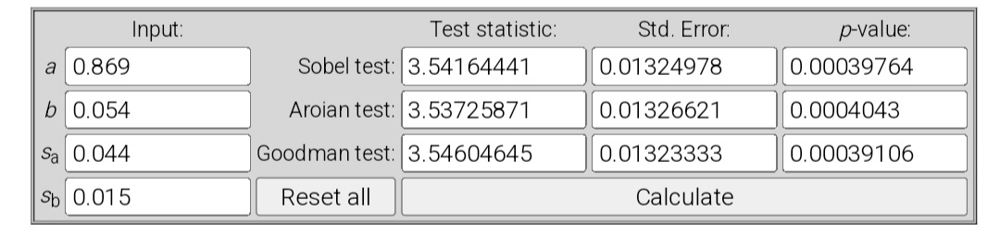 Input: Test statistic: Std. Error: p-value:
a 0.869 Sobel test: 3.54164441 0.01324978 0.00039764
b 0.054 Aroian test: 3.53725871 0.01326621 0.0004043
sa 0.044 Goodman test: 3.54604645 0.01323333 0.00039106
sb 0.015 Reset all Calculate